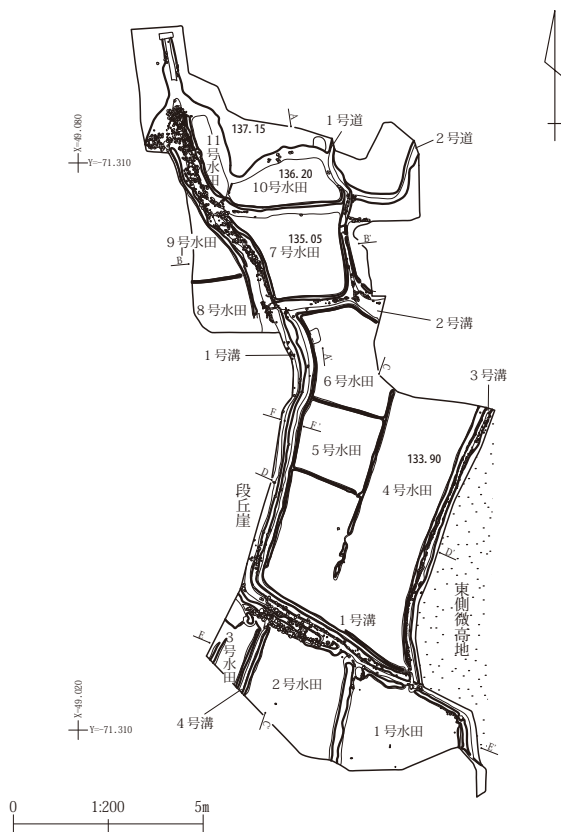 X=49.080
Y=-71.310
137.15
A
1号道
2号道
11号水田
136.20
10号水田
9号水田
135.05
7号水田
B
B'
8号水田
2号溝
1号溝
A'
C
6号水田
3号溝
F
F'
5号水田
133.90
4号水田
D
段丘崖
D'
東側微高地
1号溝
E
3号水田
2号水田
4号溝
C'
1号水田
E'
X=49.020
Y=-71.310
0 1:200 5m